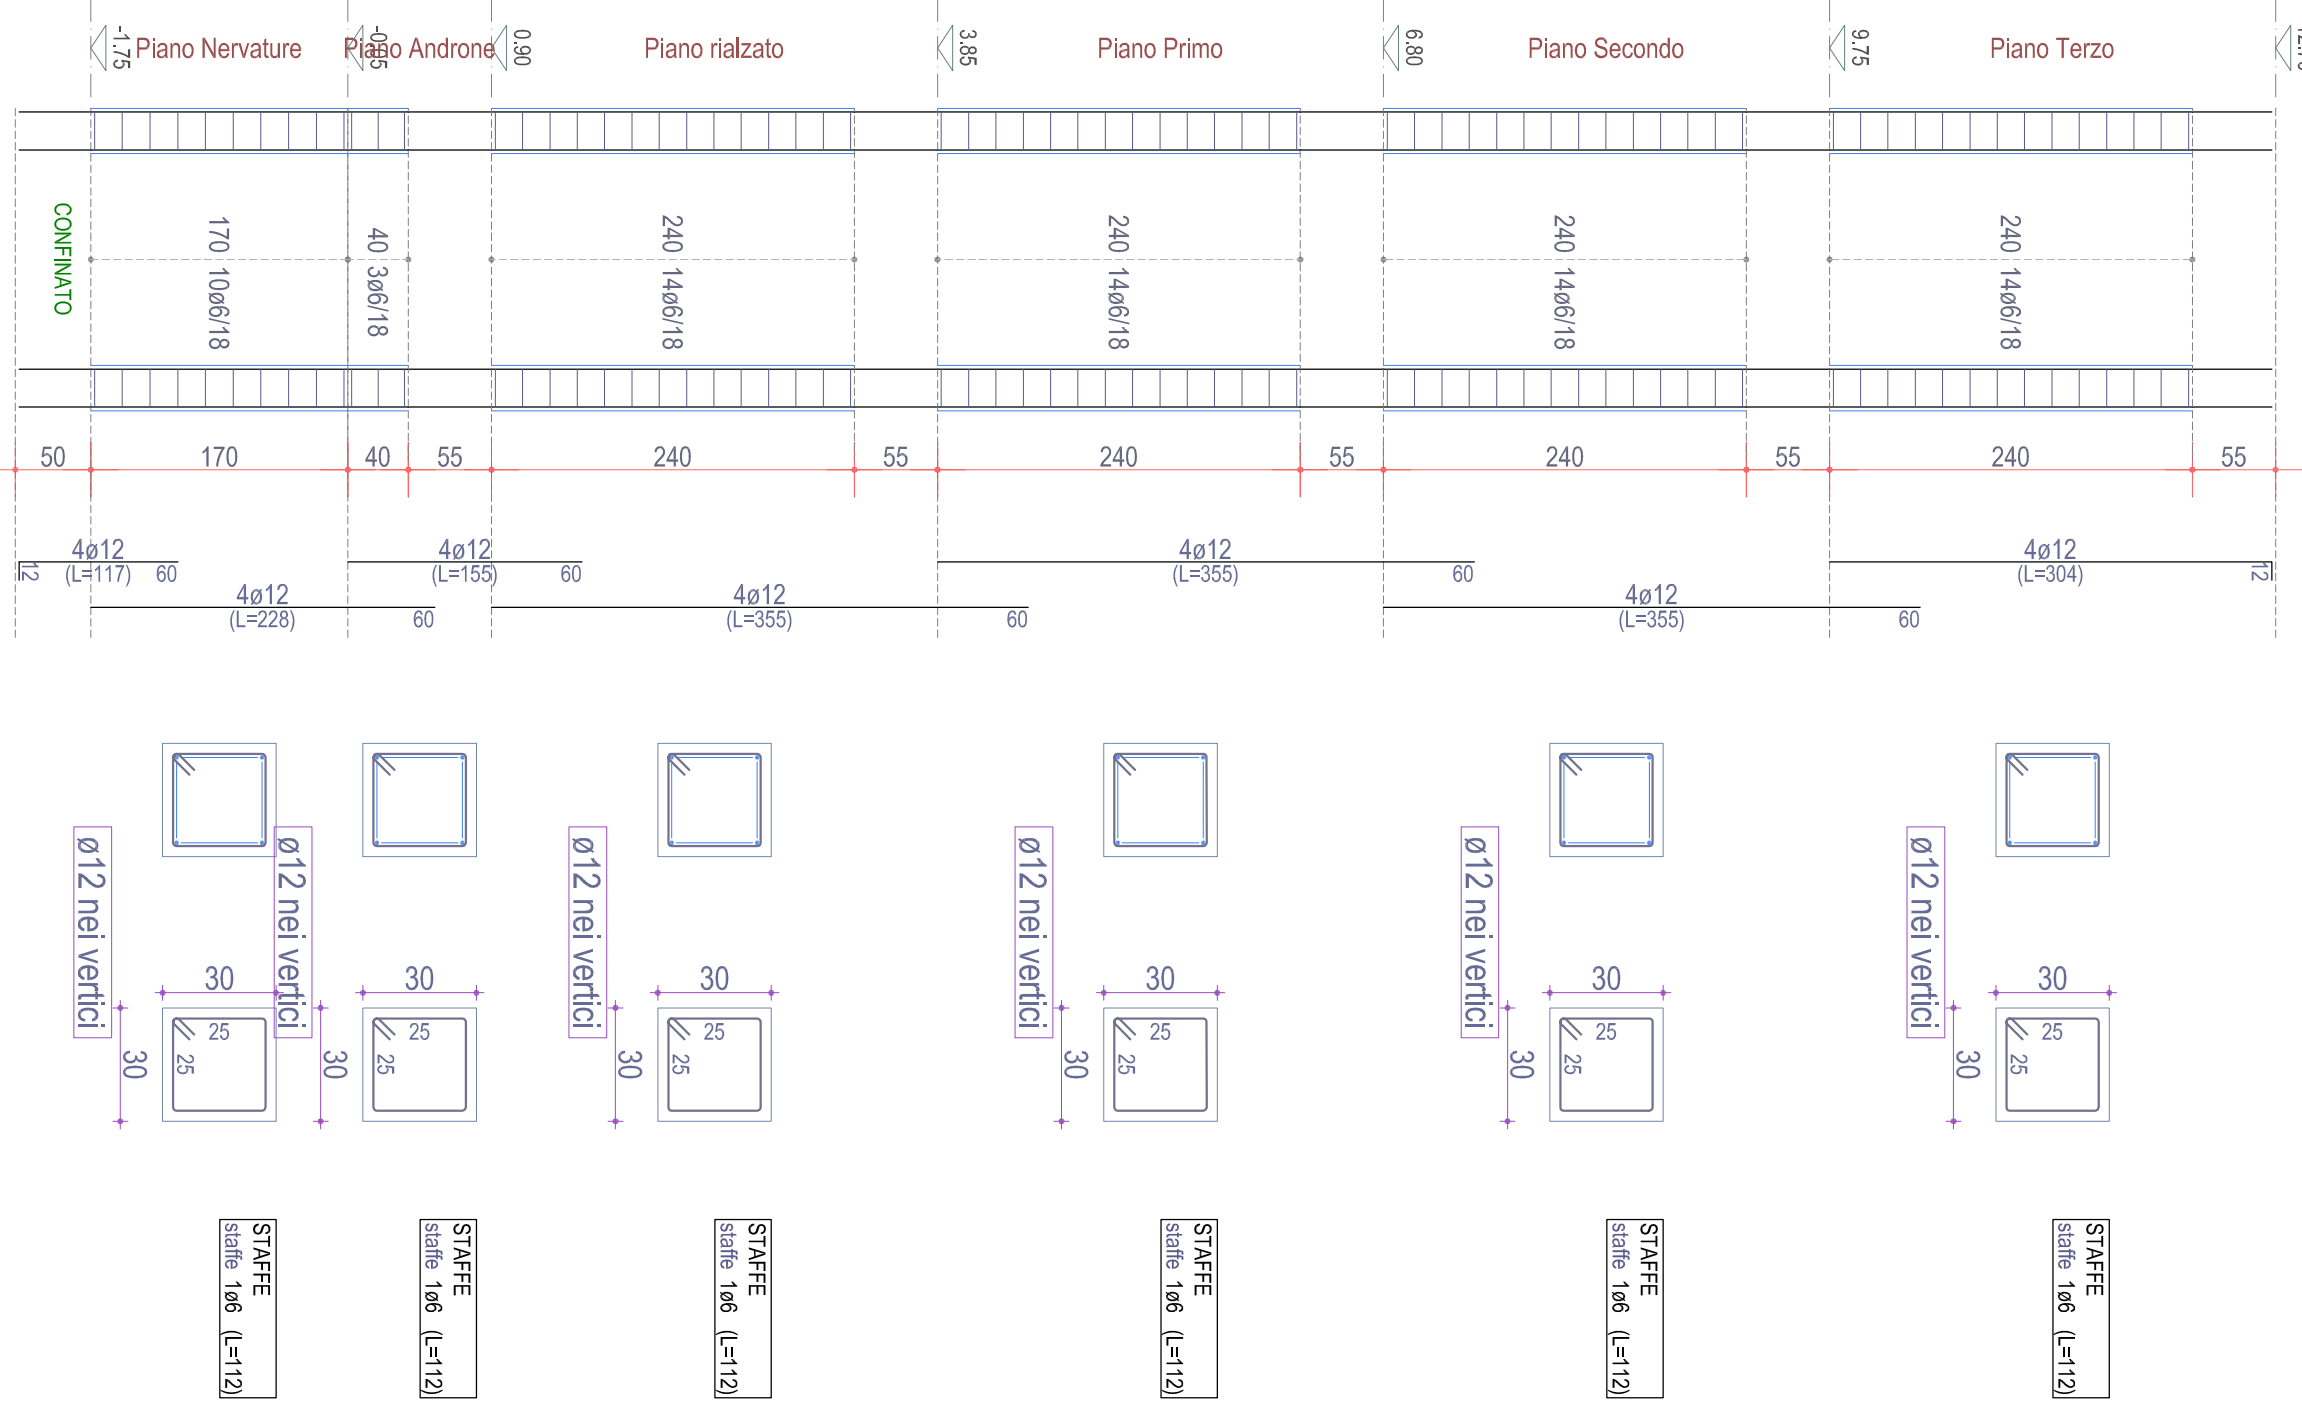 -1.75
Piano Nervature
Piano Androne
0.90
Piano rialzato
3.85
Piano Primo
6.80
Piano Secondo
9.75
Piano Terzo
CONFINATO
170 10ø6/18
40 3ø6/18
240 14ø6/18
240 14ø6/18
240 14ø6/18
240 14ø6/18
50 170 40 55 240 55 240 55 240 55 240 55
4ø12 4ø12 4ø12 4ø12
12 (L=117) 60 (L=155) 60 (L=355) 60 (L=304) 12
4ø12 4ø12 4ø12
(L=228) 60 (L=355) 60 (L=355) 60
ø12 nei vertici
ø12 nei vertici
ø12 nei vertici
ø12 nei vertici
ø12 nei vertici
ø12 nei vertici
30 30 30 30 30 30
25 25 25 25 25 25
30 25 30 25 30 25 30 25 30 25 30 25
STAFFE
staffe 1ø6 (L=112)
STAFFE
staffe 1ø6 (L=112)
STAFFE
staffe 1ø6 (L=112)
STAFFE
staffe 1ø6 (L=112)
STAFFE
staffe 1ø6 (L=112)
STAFFE
staffe 1ø6 (L=112)